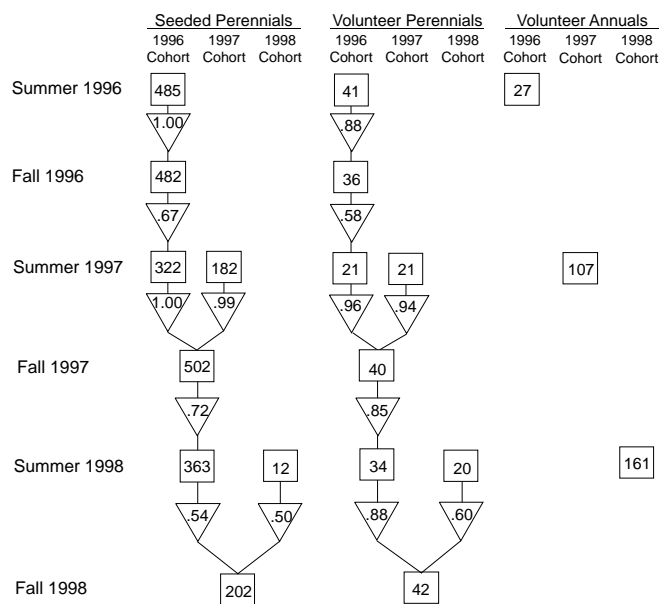 Seeded Perennials Volunteer Perennials Volunteer Annuals
1996 1997 1998 1996 1997 1998 1996 1997 1998
Cohort Cohort Cohort Cohort Cohort Cohort Cohort Cohort Cohort
Summer 1996 485 41 27
1.00 .88
Fall 1996 482 36
.67 .58
Summer 1997 322 182 21 21 107
1.00 .99 .96 .94
Fall 1997 502 40
.72 .85
Summer 1998 363 12 34 20 161
.54 .50 .88 .60
Fall 1998 202 42